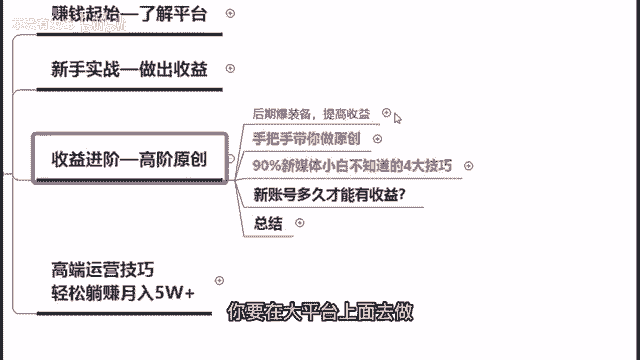 赚钱起始—了解平台
新手实战—做出收益
收益进阶—高阶原创
后期爆装备，提高收益
手把手带你做原创
90%新媒体小白不知道的4大技巧
新账号多久才能有收益?
总结
高端运营技巧
轻松躺赚月入5W+
你要在大平台上面去做